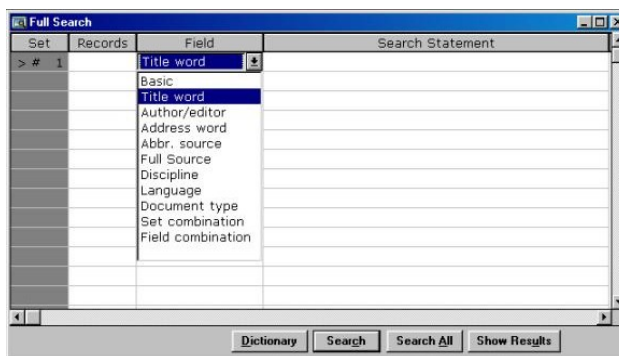 Full Search
Set Records Field Search Statement
> # 1 Title word
Basic
Title word
Author/editor
Address word
Abbr. source
Full Source
Discipline
Language
Document type
Set combination
Field combination
Dictionary Search Search All Show Results